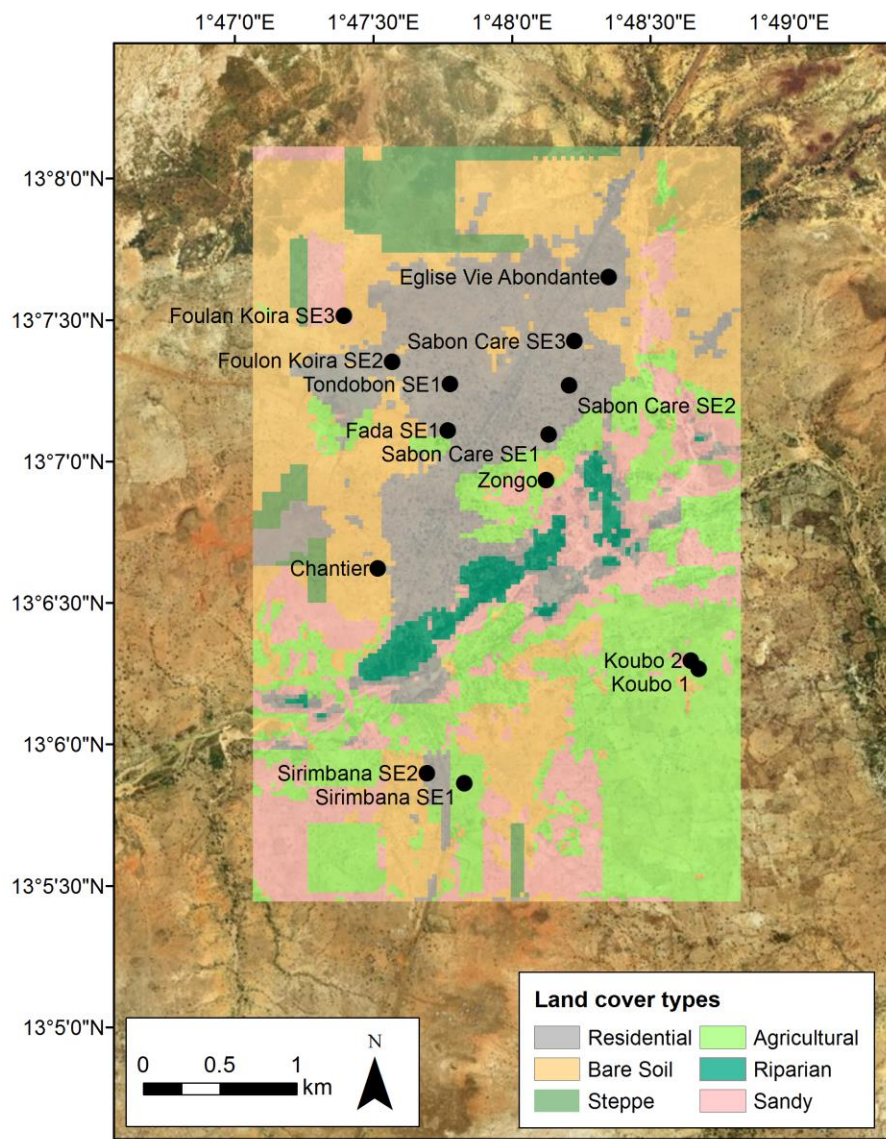 1°47'0"E
1°47'30"E
1°48'0"E
1°48'30"E
1°49'0"E
13°8'0"N
13°7'30"N
13°7'0"N
13°6'30"N
13°6'0"N
13°5'30"N
13°5'0"N
Eglise Vie Abondante
Foulan Koira SE3
Sabon Care SE3
Foulon Koira SE2
Tondobon SE1
Sabon Care SE2
Fada SE1
Sabon Care SE1
Zongo
Chantier
Koubo 2
Koubo 1
Sirimbana SE2
Sirimbana SE1
0 0.5 1
km
N
Land cover types
Residential
Bare Soil
Steppe
Agricultural
Riparian
Sandy